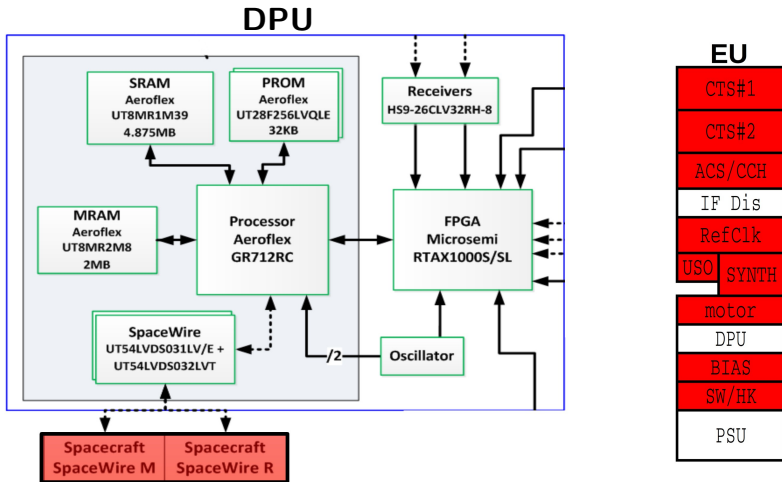 DPU
SRAM
Aeroflex
UT8MR1M39
4.875MB
PROM
Aeroflex
UT28F256LVQLE
32KB
Receivers
HS9-26CLV32RH-8
MRAM
Aeroflex
UT8MR2M8
2MB
Processor
Aeroflex
GR712RC
FPGA
Microsemi
RTAX1000S/SL
SpaceWire
UT54LVDS031LV/E +
UT54LVDS032LVT
/2
Oscillator
Spacecraft
SpaceWire M
Spacecraft
SpaceWire R
EU
CTS#1
CTS#2
ACS/CCH
IF Dis
RefClk
USO
SYNTH
motor
DPU
BIAS
SW/HK
PSU